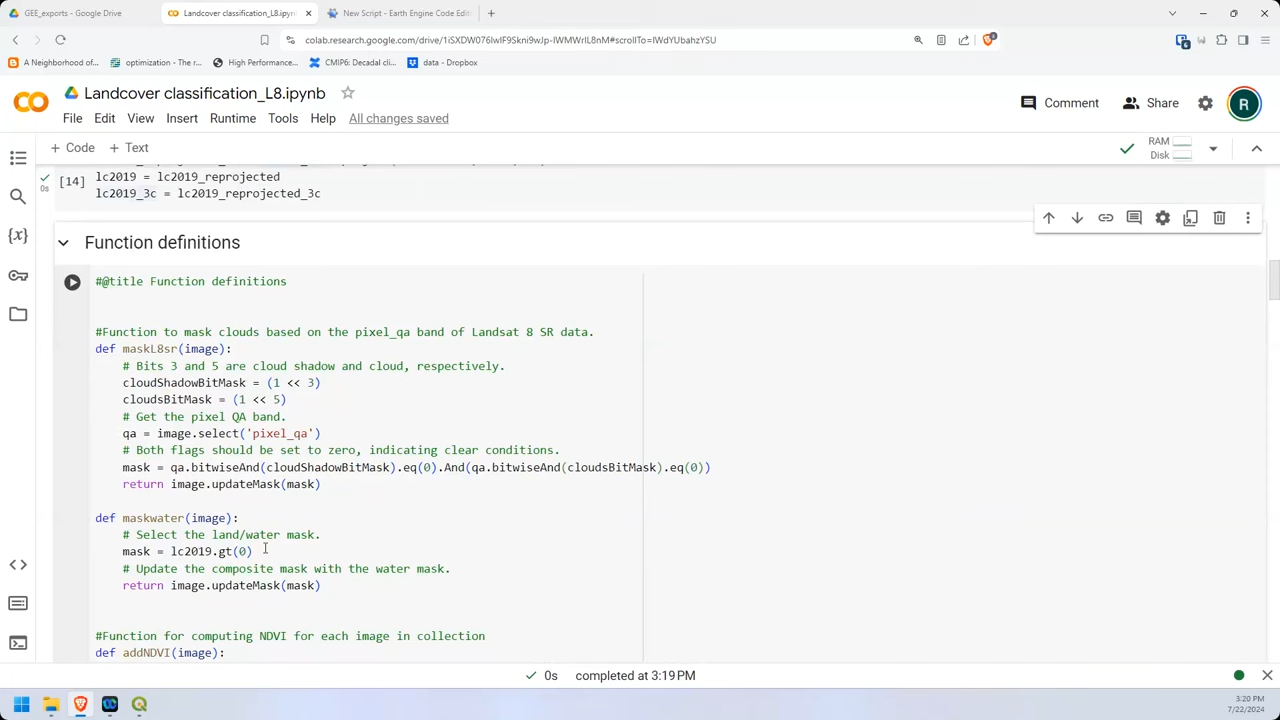 GEE_exports - Google Drive
Landcover classification_L8.ipynb
New Script - Earth Engine Code Edit
colab.research.google.com/drive/1iSXDW076lwIF9Skni9wJp-IWMWrlL8nM#scrollTo=IWdYUbahzYSU
A Neighborhood of...
optimization - The r...
High Performance...
CMIP6: Decadal cli...
data - Dropbox
Landcover classification_L8.ipynb
Comment
Share
R
File Edit View Insert Runtime Tools Help All changes saved
+ Code + Text
RAM
Disk
[14] lc2019 = lc2019_reprojected
0s lc2019_3c = lc2019_reprojected_3c
Function definitions
#@title Function definitions
#Function to mask clouds based on the pixel_qa band of Landsat 8 SR data.
def maskL8sr(image):
# Bits 3 and 5 are cloud shadow and cloud, respectively.
cloudShadowBitMask = (1 << 3)
cloudsBitMask = (1 << 5)
# Get the pixel QA band.
qa = image.select('pixel_qa')
# Both flags should be set to zero, indicating clear conditions.
mask = qa.bitwiseAnd(cloudShadowBitMask).eq(0).And(qa.bitwiseAnd(cloudsBitMask).eq(0))
return image.updateMask(mask)
def maskwater(image):
# Select the land/water mask.
mask = lc2019.gt(0)
# Update the composite mask with the water mask.
return image.updateMask(mask)
#Function for computing NDVI for each image in collection
def addNDVI(image):
0s completed at 3:19 PM
3:20 PM
7/22/2024